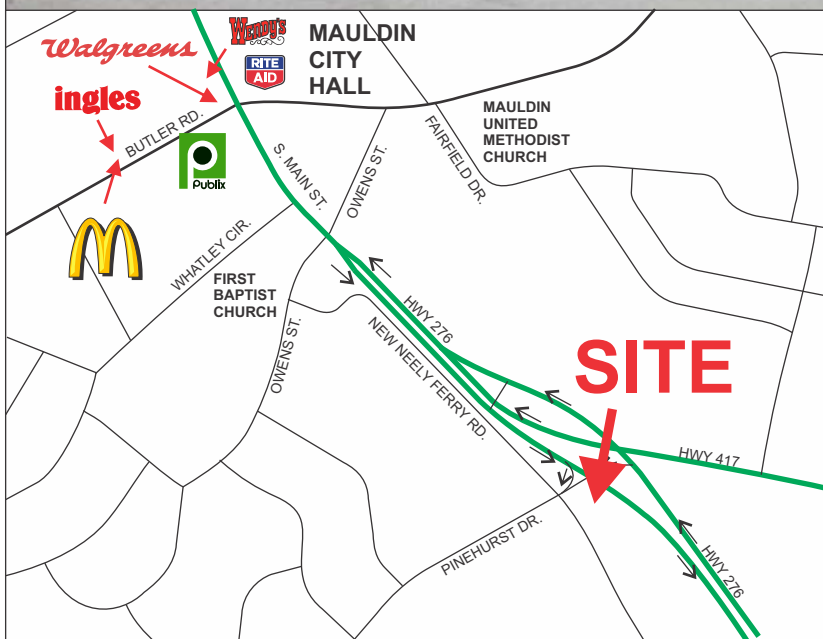 Walgreens
WENDY'S
RITE
AID
MAULDIN
CITY
HALL
ingles
BUTLER RD.
Publix
S. MAIN ST.
OWENS ST.
FAIRFIELD DR.
MAULDIN
UNITED
METHODIST
CHURCH
WHATLEY CIR.
FIRST
BAPTIST
CHURCH
OWENS ST.
HWY 276
NEW NEELY FERRY RD.
SITE
HWY 417
PINEHURST DR.
HWY 276